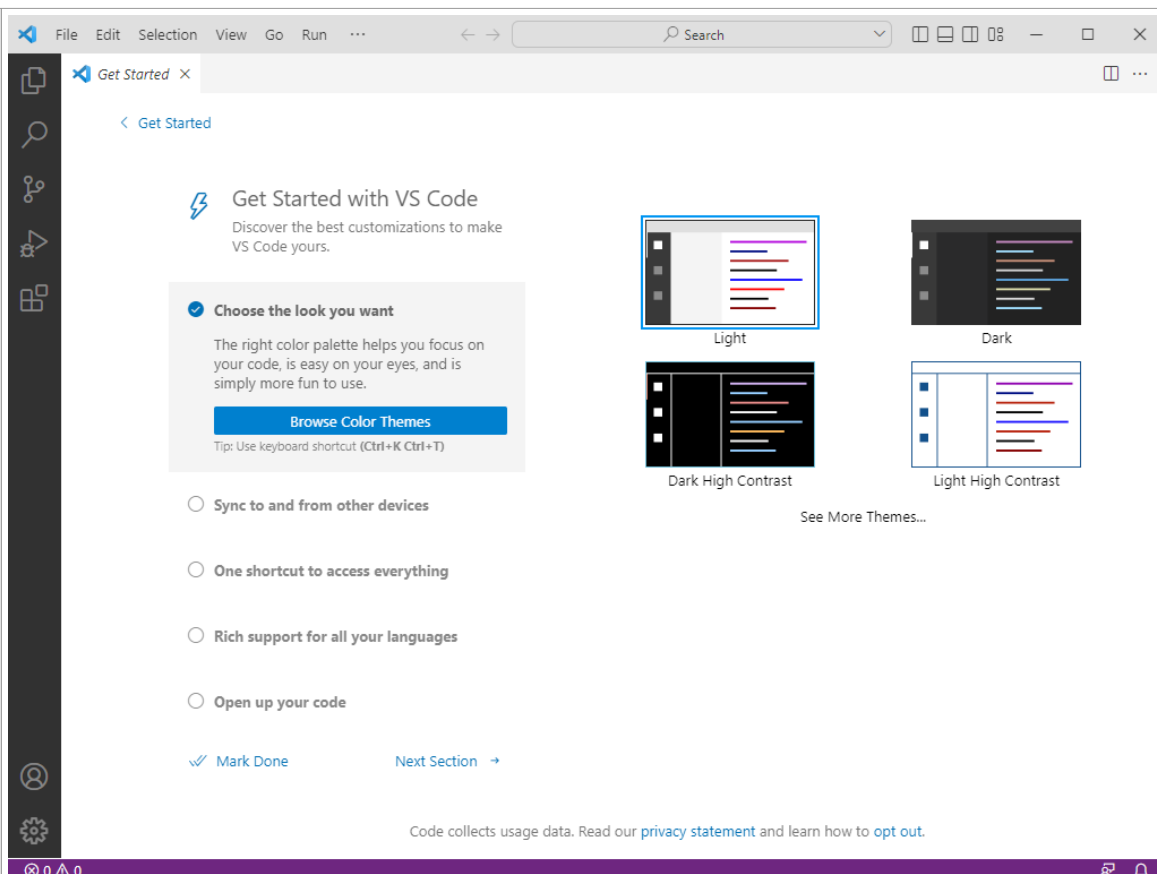 File Edit Selection View Go Run ··· Search
Get Started
Get Started
Get Started with VS Code
Discover the best customizations to make
VS Code yours.
Choose the look you want
The right color palette helps you focus on
your code, is easy on your eyes, and is
simply more fun to use.
Browse Color Themes
Tip: Use keyboard shortcut (Ctrl+K Ctrl+T)
Sync to and from other devices
One shortcut to access everything
Rich support for all your languages
Open up your code
Mark Done Next Section →
Light Dark
Dark High Contrast Light High Contrast
See More Themes...
Code collects usage data. Read our privacy statement and learn how to opt out.
0 0